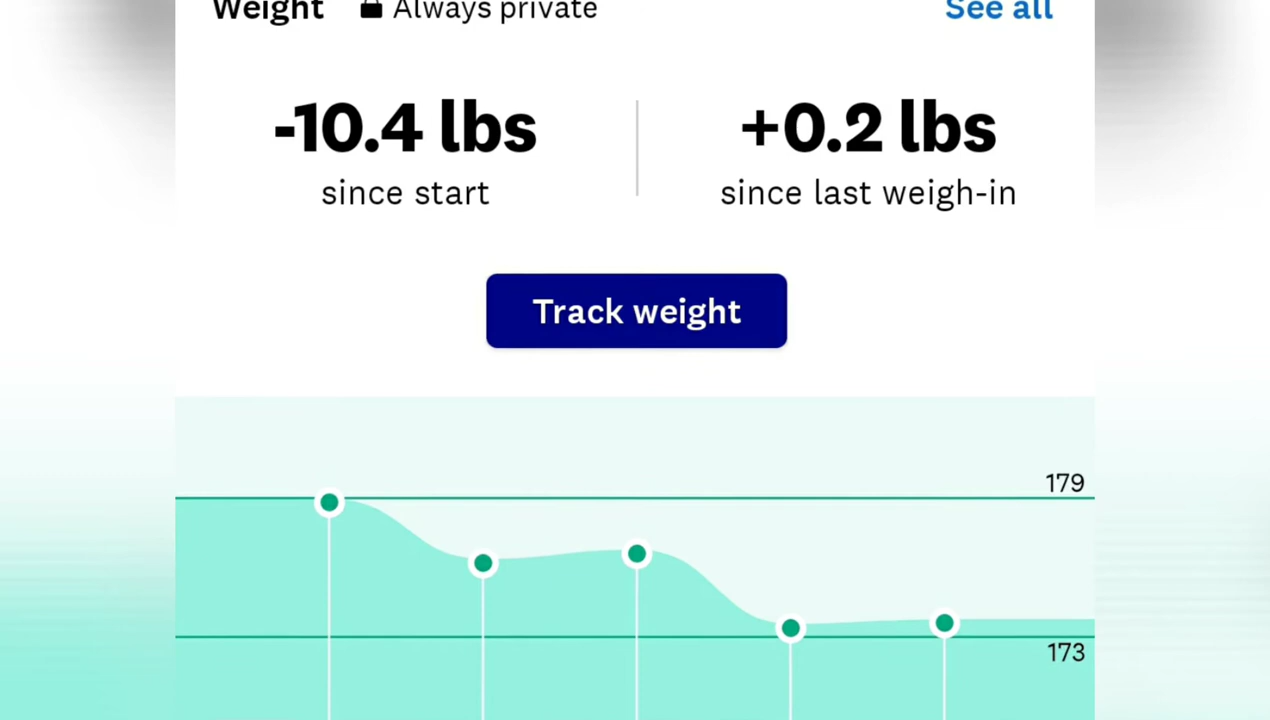 Weight Always private See all
-10.4 lbs +0.2 lbs
since start since last weigh-in
Track weight
179
173